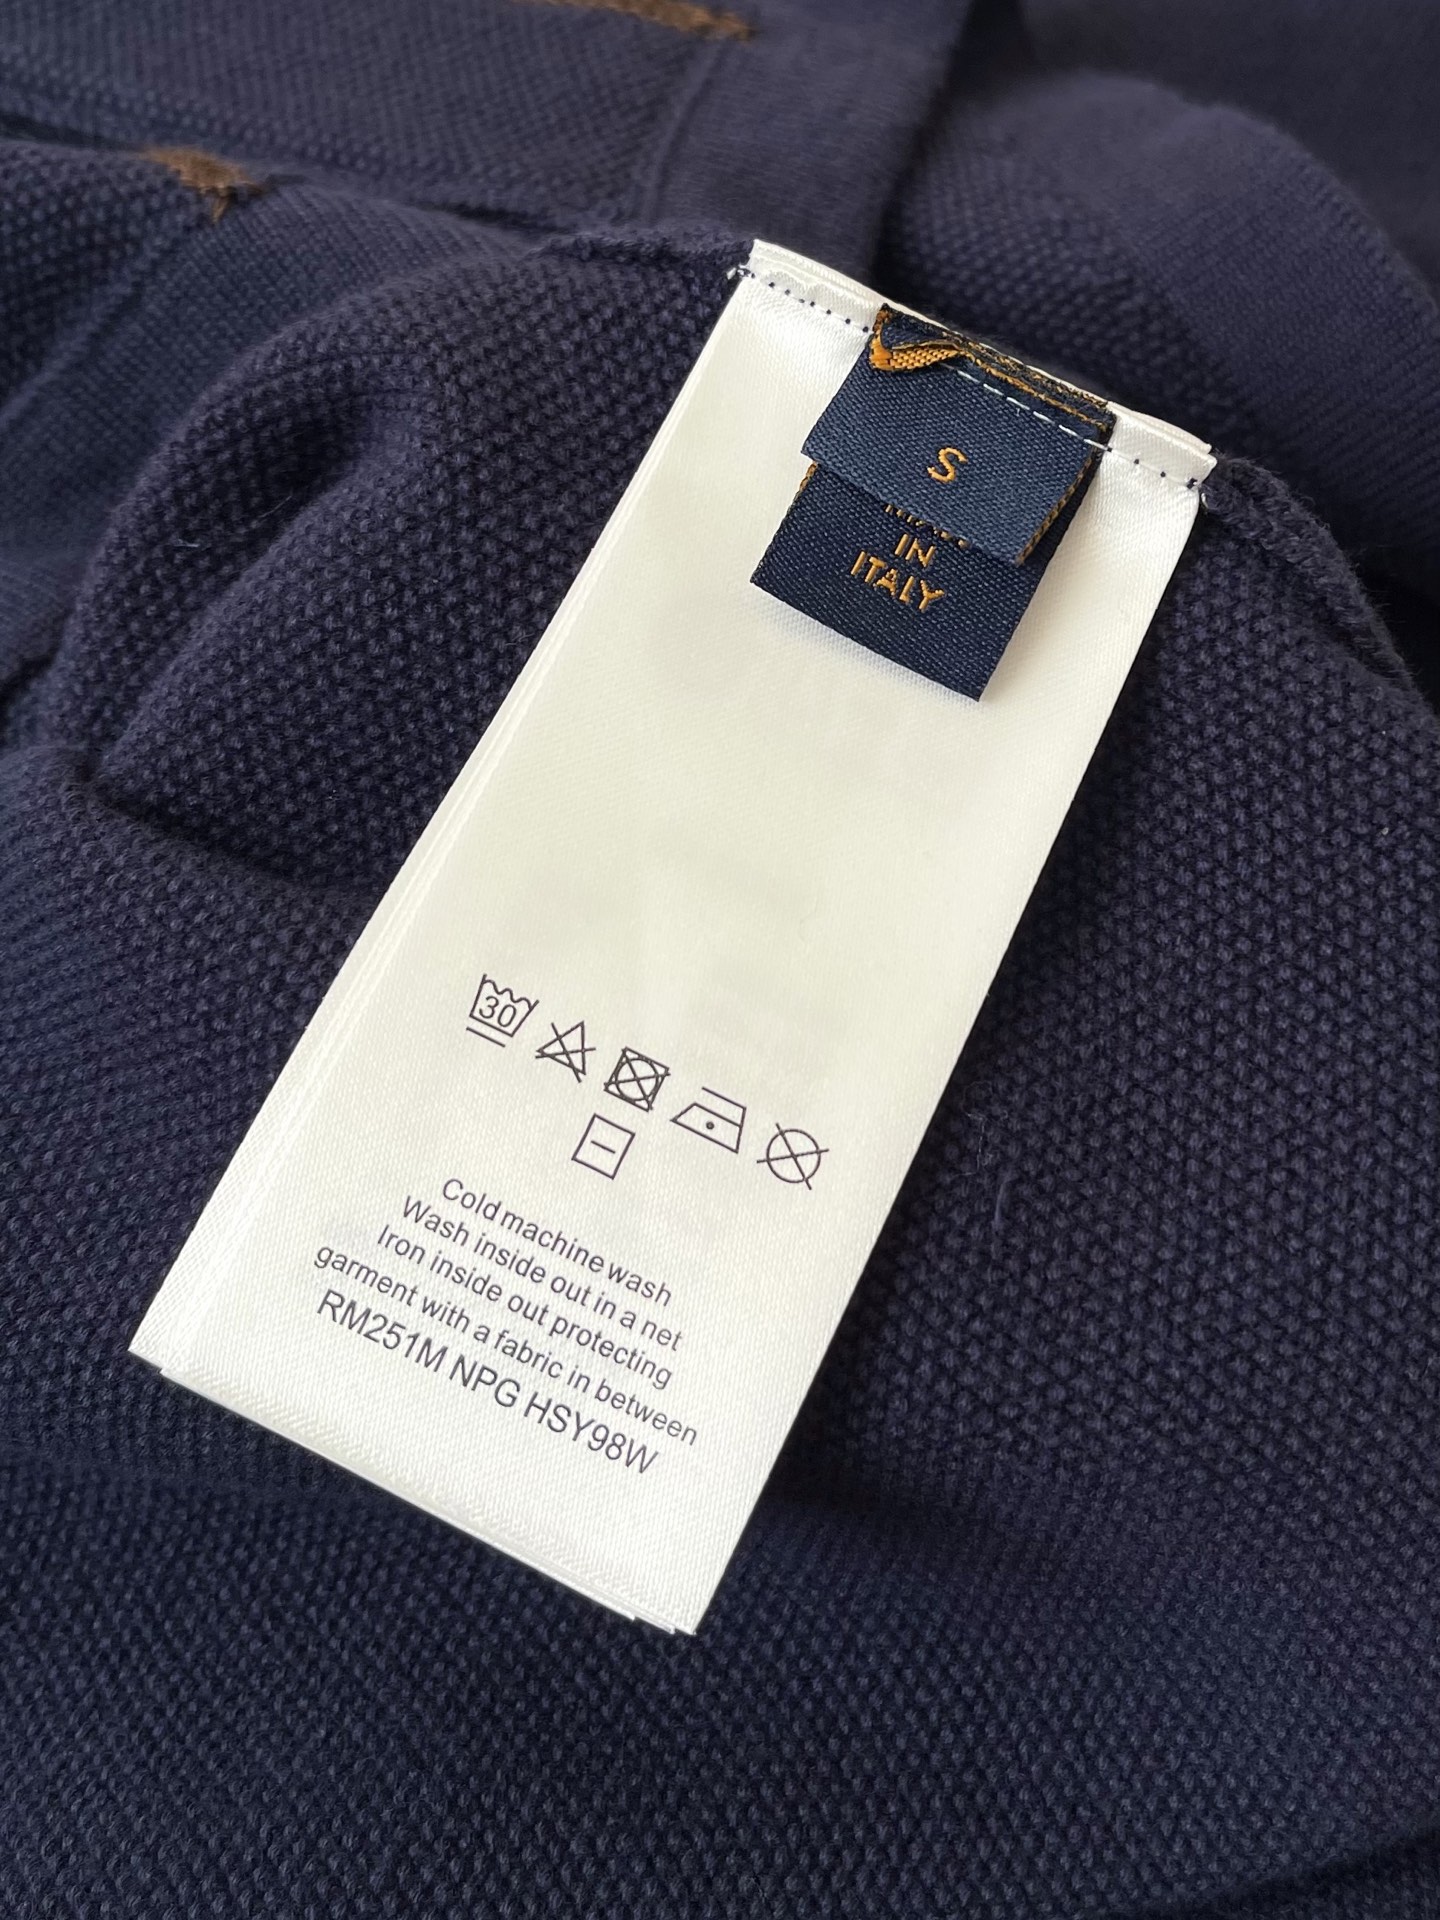 S
IN
ITALY
30
Cold machine wash
Wash inside out in a net
Iron inside out protecting
garment with a fabric in between
RM251M NPG HSY98W